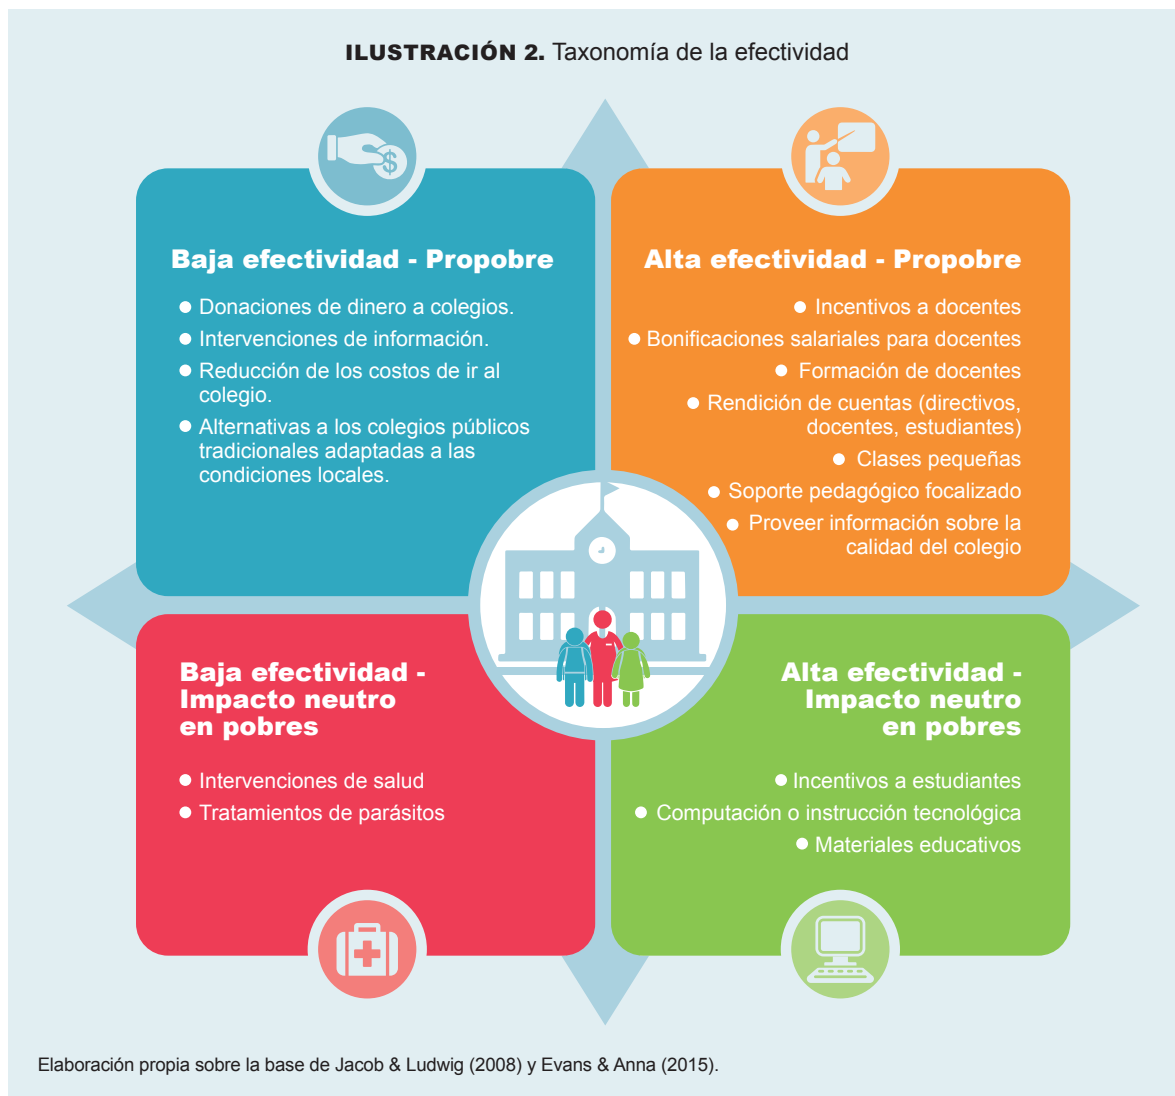 ILUSTRACIÓN 2. Taxonomía de la efectividad
$
Baja efectividad - Propobre
● Donaciones de dinero a colegios.
● Intervenciones de información.
● Reducción de los costos de ir al
colegio.
● Alternativas a los colegios públicos
tradicionales adaptadas a las
condiciones locales.
Alta efectividad - Propobre
● Incentivos a docentes
● Bonificaciones salariales para docentes
● Formación de docentes
● Rendición de cuentas (directivos,
docentes, estudiantes)
● Clases pequeñas
● Soporte pedagógico focalizado
● Proveer información sobre la
calidad del colegio
Baja efectividad -
Impacto neutro
en pobres
● Intervenciones de salud
● Tratamientos de parásitos
Alta efectividad -
Impacto neutro
en pobres
● Incentivos a estudiantes
● Computación o instrucción tecnológica
● Materiales educativos
Elaboración propia sobre la base de Jacob & Ludwig (2008) y Evans & Anna (2015).